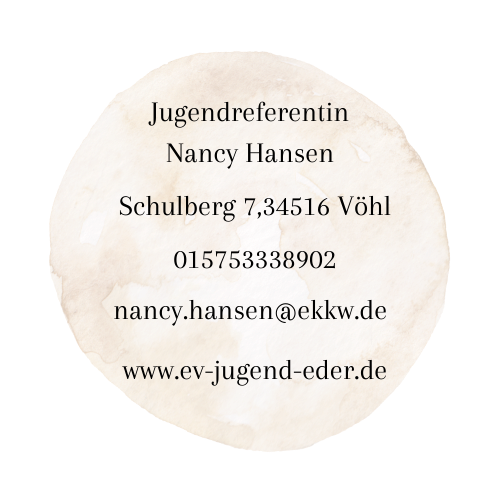 Jugendreferentin
Nancy Hansen
Schulberg 7,34516 Vöhl
015753338902
nancy.hansen@ekkw.de
www.ev-jugend-eder.de